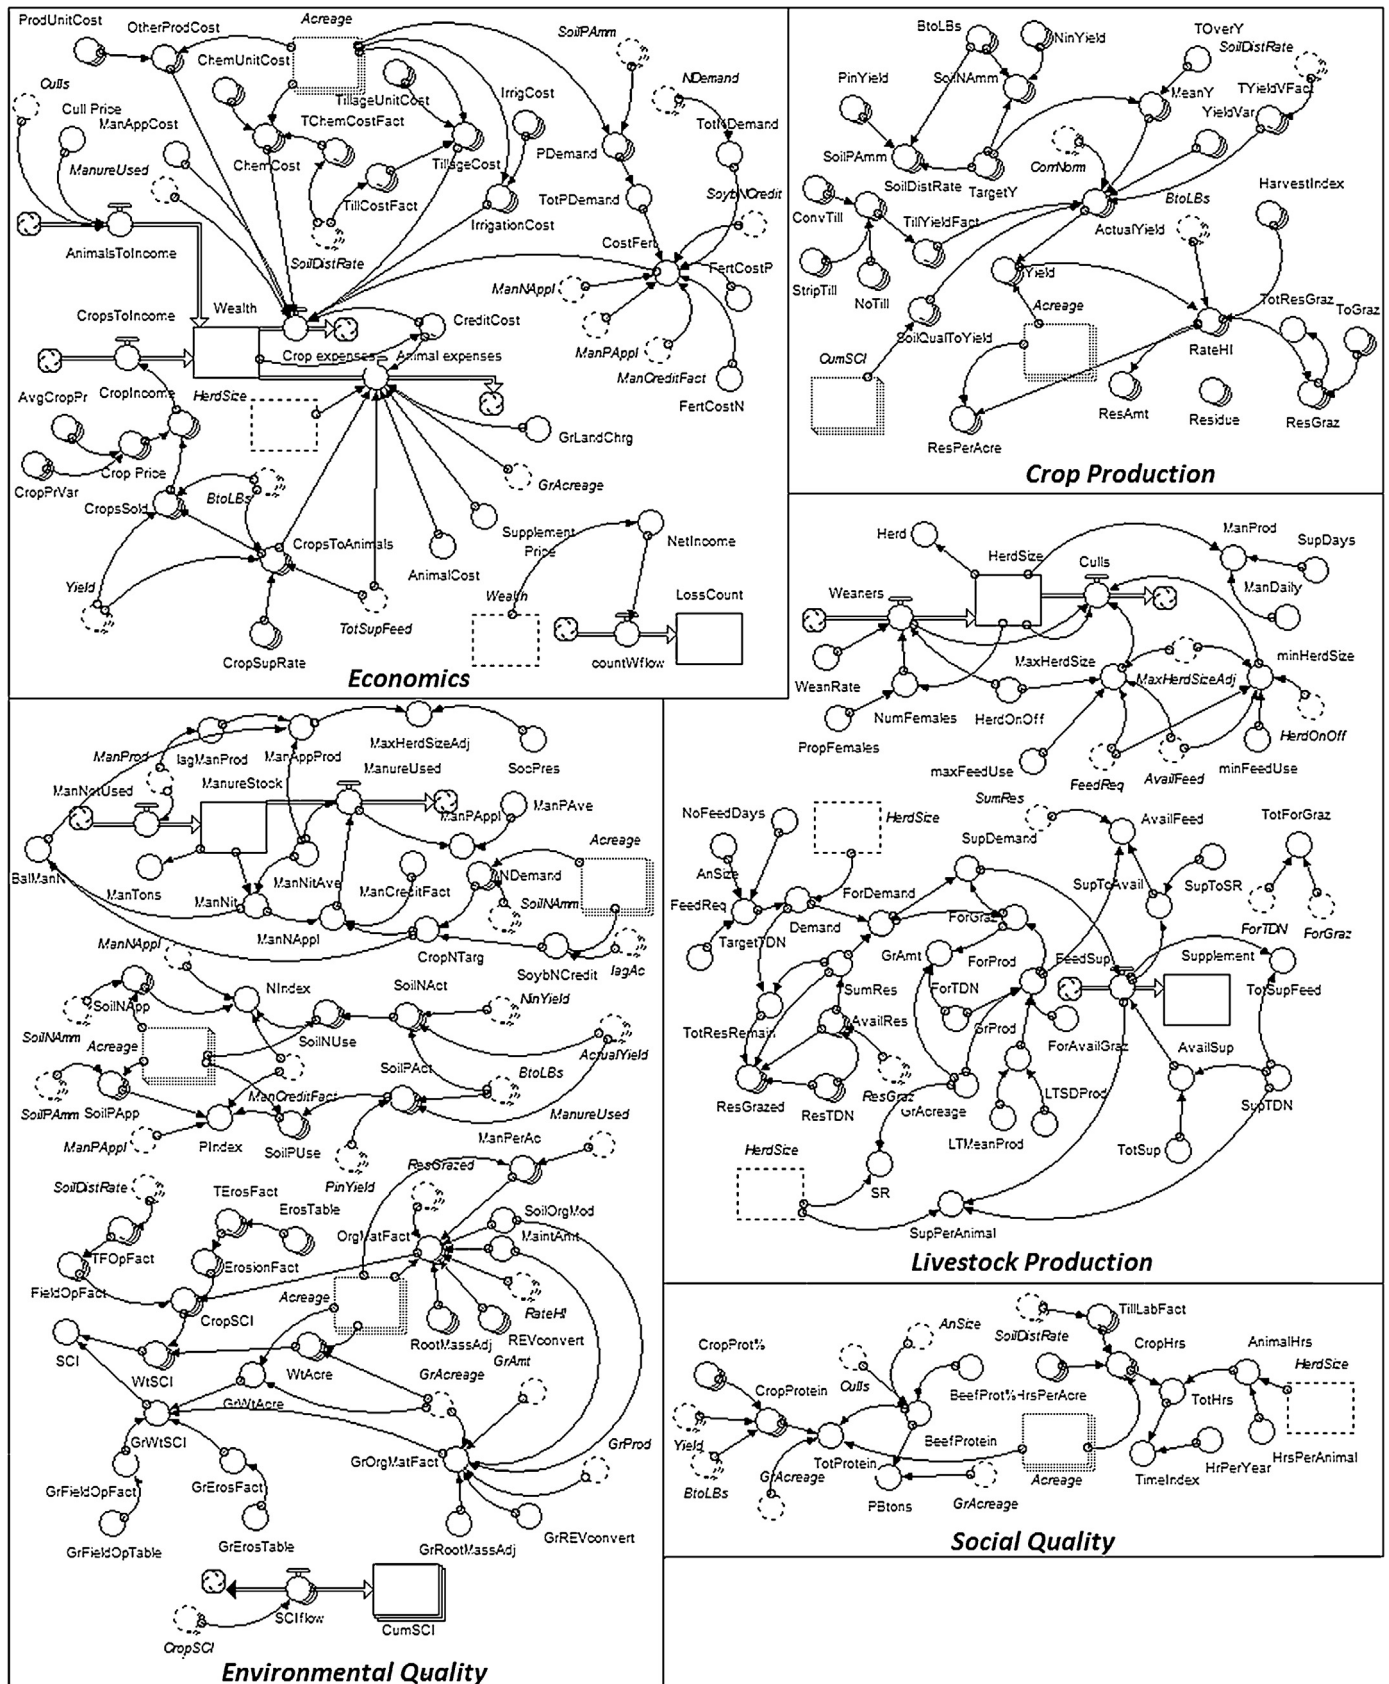 ProdUnitCost
OtherProdCost
Acreage
ChemUnitCost
SoilPAmm
NDemand
Culls
Cull Price
ManAppCost
TillageUnitCost
TChemCostFact
IrrigCost
TotNDemand
ManureUsed
ChemCost
TillageCost
PDemand
TillCostFact
TotPDemand
SoybNCredit
IrrigationCost
AnimalsToIncome
SoilDistRate
CostFert
FertCostP
ManNAppl
CropsToIncome
Wealth
CreditCost
Crop expenses
Animal expenses
ManPAppl
ManCreditFact
FertCostN
AvgCropPr
CropIncome
HerdSize
GrLandChrg
Crop Price
CropPrVar
CropsSold
BtoLBs
GrAcreage
CropsToAnimals
Supplement
Price
NetIncome
AnimalCost
Yield
Wealth
LossCount
TotSupFeed
CropSupRate
countWflow
Economics
BtoLBs
NinYield
TOverY
SoilDistRate
PinYield
SoilNAmm
MeanY
TYieldVFact
YieldVar
SoilPAmm
CornNorm
SoilDistRate
TargetY
ConvTill
TillYieldFact
BtoLBs
HarvestIndex
ActualYield
StripTill
NoTill
Yield
Acreage
TotResGraz
ToGraz
SoilQualToYield
RateHI
CumSCI
ResAmt
Residue
ResGraz
ResPerAcre
Crop Production
Herd
HerdSize
Culls
ManProd
SupDays
Weaners
ManDaily
MaxHerdSize
minHerdSize
MaxHerdSizeAdj
WeanRate
NumFemales
HerdOnOff
PropFemales
HerdOnOff
maxFeedUse
FeedReq
AvailFeed
minFeedUse
SumRes
NoFeedDays
HerdSize
SupDemand
AvailFeed
TotForGraz
AnSize
ForDemand
SupToAvail
SupToSR
FeedReq
TargetTDN
Demand
ForGraz
ForTDN
ForGraz
GrAmt
ForProd
FeedSup
Supplement
SumRes
ForTDN
TotSupFeed
TotResRemain
AvailRes
GrProd
ForAvailGraz
AvailSup
ResGrazed
ResTDN
ResGraz
GrAcreage
LTSDProd
SupTDN
LTMeanProd
HerdSize
SR
TotSup
SupPerAnimal
Livestock Production
ManProd
lagManProd
ManAppProd
MaxHerdSizeAdj
SocPres
ManNotUsed
ManureStock
ManureUsed
ManPAppl
ManPAve
Acreage
BalManN
ManTons
ManNitAve
ManCreditFact
NDemand
ManNit
SoilNAmm
ManNAppl
ManNAppl
CropNTarg
SoybNCredit
lagAc
SoilNApp
NIndex
SoilNAct
NinYield
SoilNAmm
Acreage
SoilNUse
ActualYield
SoilPAct
BtoLBs
SoilPAmm
SoilPApp
ManCreditFact
ManureUsed
ManPAppl
PIndex
SoilPUse
ManPerAc
PinYield
ResGrazed
SoilDistRate
TErosFact
ErosTable
OrgMatFact
SoilOrgMod
MaintAmt
TFOpFact
FieldOpFact
ErosionFact
Acreage
RateHI
CropSCI
SCI
RootMassAdj
REVconvert
WtSCI
WtAcre
GrAcreage
GrAmt
GrWtAcre
GrWtSCI
GrOrgMatFact
GrProd
GrFieldOpFact
GrErosFact
GrREVconvert
GrFieldOpTable
GrErosTable
GrRootMassAdj
SCIflow
CumSCI
CropSCI
Environmental Quality
AnSize
SoilDistRate
TillLabFact
CropProt%
CropHrs
AnimalHrs
HerdSize
CropProtein
Culls
BeefProt%
HrsPerAcre
TotHrs
Yield
BtoLBs
GrAcreage
TotProtein
BeefProtein
Acreage
TimeIndex
HrPerYear
HrsPerAnimal
PBtons
GrAcreage
Social Quality